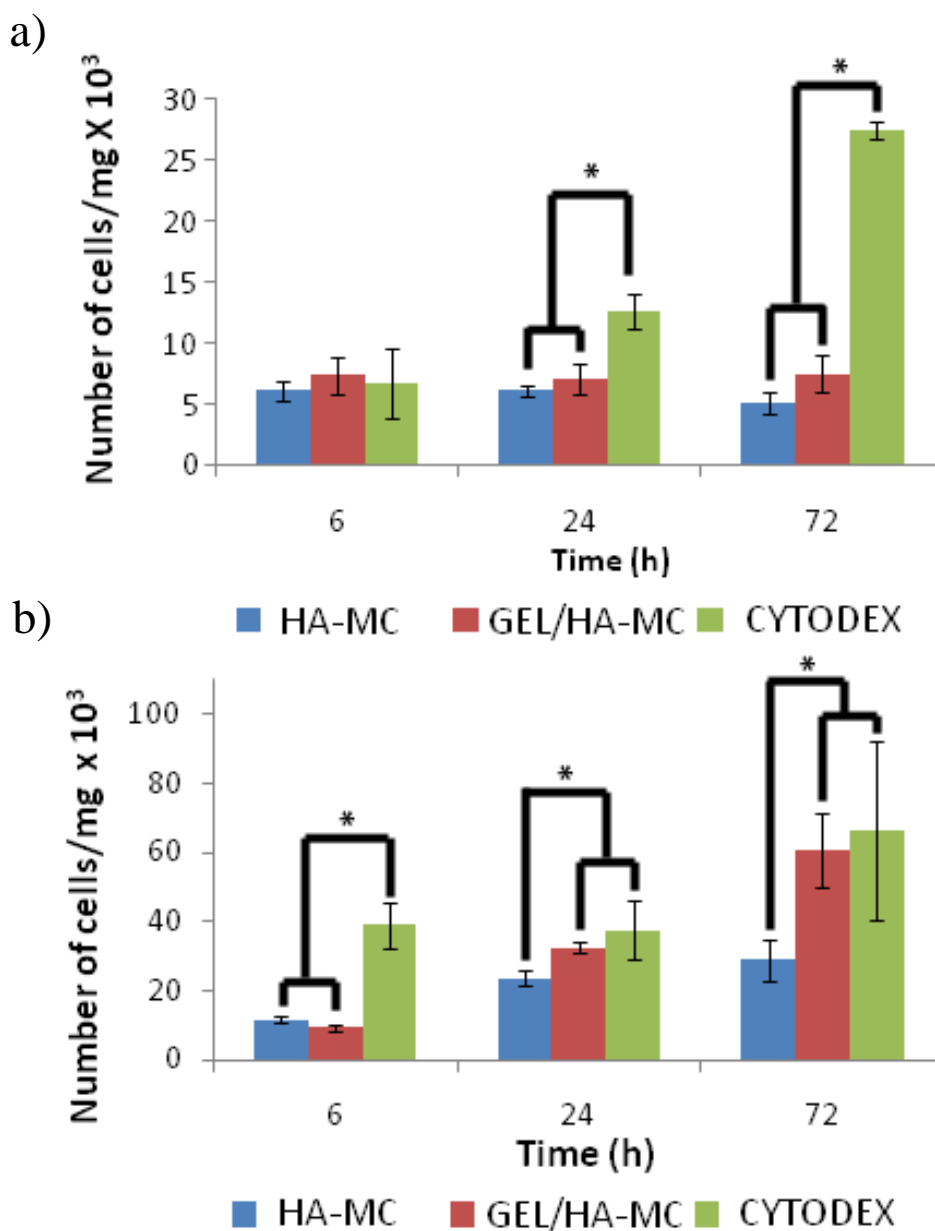 a)
Number of cells/mg X 10³
30
25
20
15
10
5
0
*
*
6 24 72
Time (h)
HA-MC GEL/HA-MC CYTODEX
b)
Number of cells/mg x 10³
100
80
60
40
20
0
*
*
*
6 24 72
Time (h)
HA-MC GEL/HA-MC CYTODEX